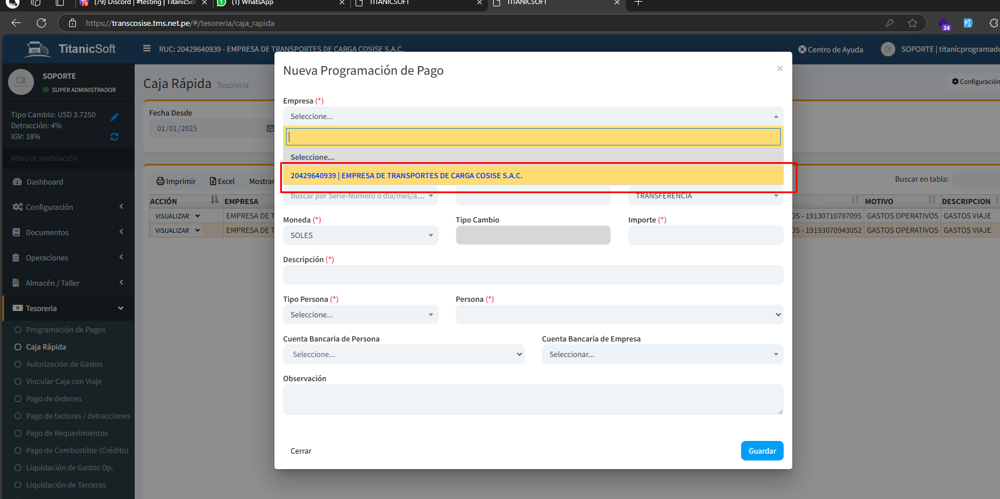 (79) Discord | #testing | TitanicSof
(1) WhatsApp
TITANICSOFT
TITANICSOFT
https://transcosise.tms.net.pe/#/tesoreria/caja_rapida
24
TitanicSoft
RUC: 20429640939 - EMPRESA DE TRANSPORTES DE CARGA COSISE S.A.C.
Centro de Ayuda
SOPORTE | titanicprogramado
SOPORTE
SUPER ADMINISTRADOR
Tipo Cambio: USD 3.7250
Detracción: 4%
IGV: 18%
MENÚ DE NAVEGACIÓN
Dashboard
Configuración
Documentos
Operaciones
Almacén / Taller
Tesoreria
Programación de Pagos
Caja Rápida
Autorización de Gastos
Vincular Caja con Viaje
Pago de órdenes
Pago de facturas / detracciones
Pago de Requerimientos
Pago de Combustible (Crédito)
Liquidación de Gastos Op.
Liquidación de Terceros
Caja Rápida Tesoreria
Configuración
Fecha Desde
01/01/2025
Imprimir Excel Mostrar
Buscar en tabla:
ACCIÓN EMPRESA MOTIVO DESCRIPCION
VISUALIZAR EMPRESA DE T OS - 19130710787095 GASTOS OPERATIVOS GASTOS VIAJE
VISUALIZAR EMPRESA DE T OS - 19193070943052 GASTOS OPERATIVOS GASTOS VIAJE
Nueva Programación de Pago
×
Empresa (*)
Seleccione...
Seleccione...
20429640939 | EMPRESA DE TRANSPORTES DE CARGA COSISE S.A.C.
Buscar por Serie-Número o dia/mes/a...
TRANSFERENCIA
Moneda (*) Tipo Cambio Importe (*)
SOLES
Descripción (*)
Tipo Persona (*) Persona (*)
Seleccione...
Cuenta Bancaria de Persona Cuenta Bancaria de Empresa
Seleccione... Seleccionar...
Observación
Cerrar Guardar